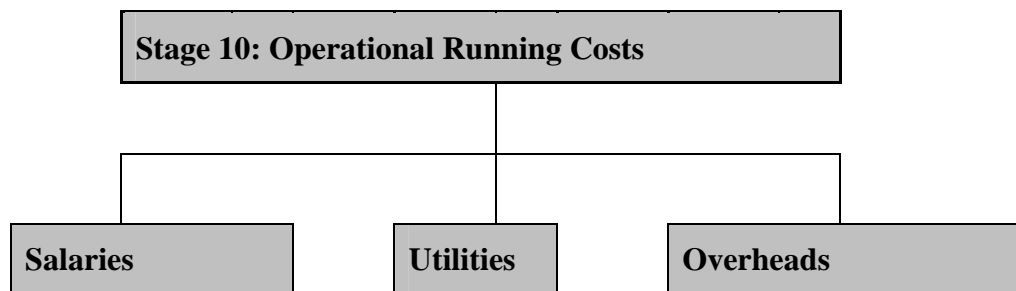 Stage 10: Operational Running Costs
Salaries
Utilities
Overheads